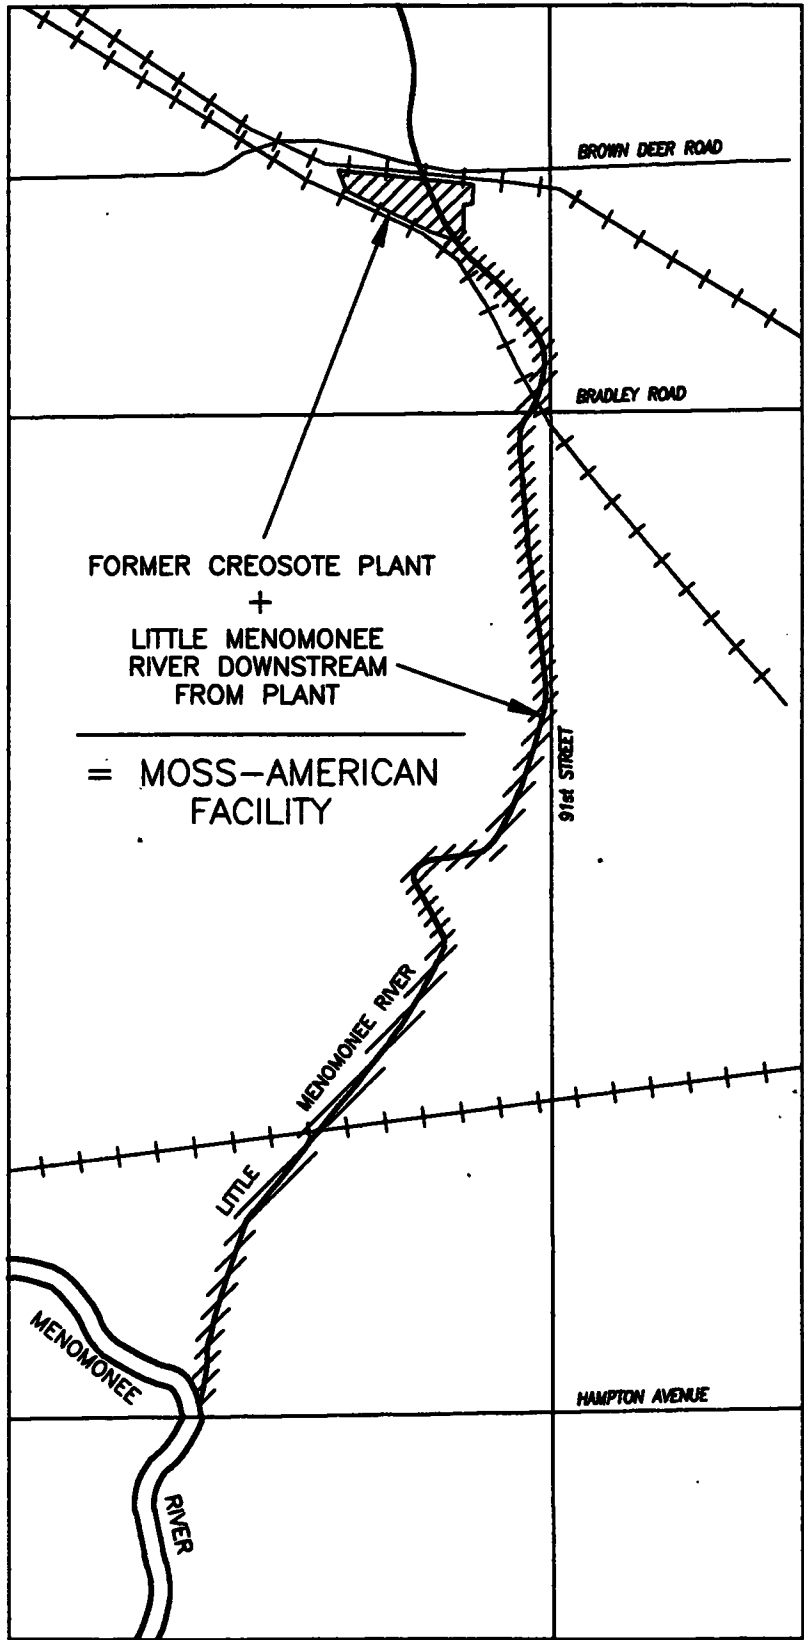 BROWN DEER ROAD
BRADLEY ROAD
FORMER CREOSOTE PLANT
+
LITTLE MENOMONEE
RIVER DOWNSTREAM
FROM PLANT
= MOSS-AMERICAN
FACILITY
91st STREET
LITTLE MENOMONEE RIVER
MENOMONEE
RIVER
HAMPTON AVENUE